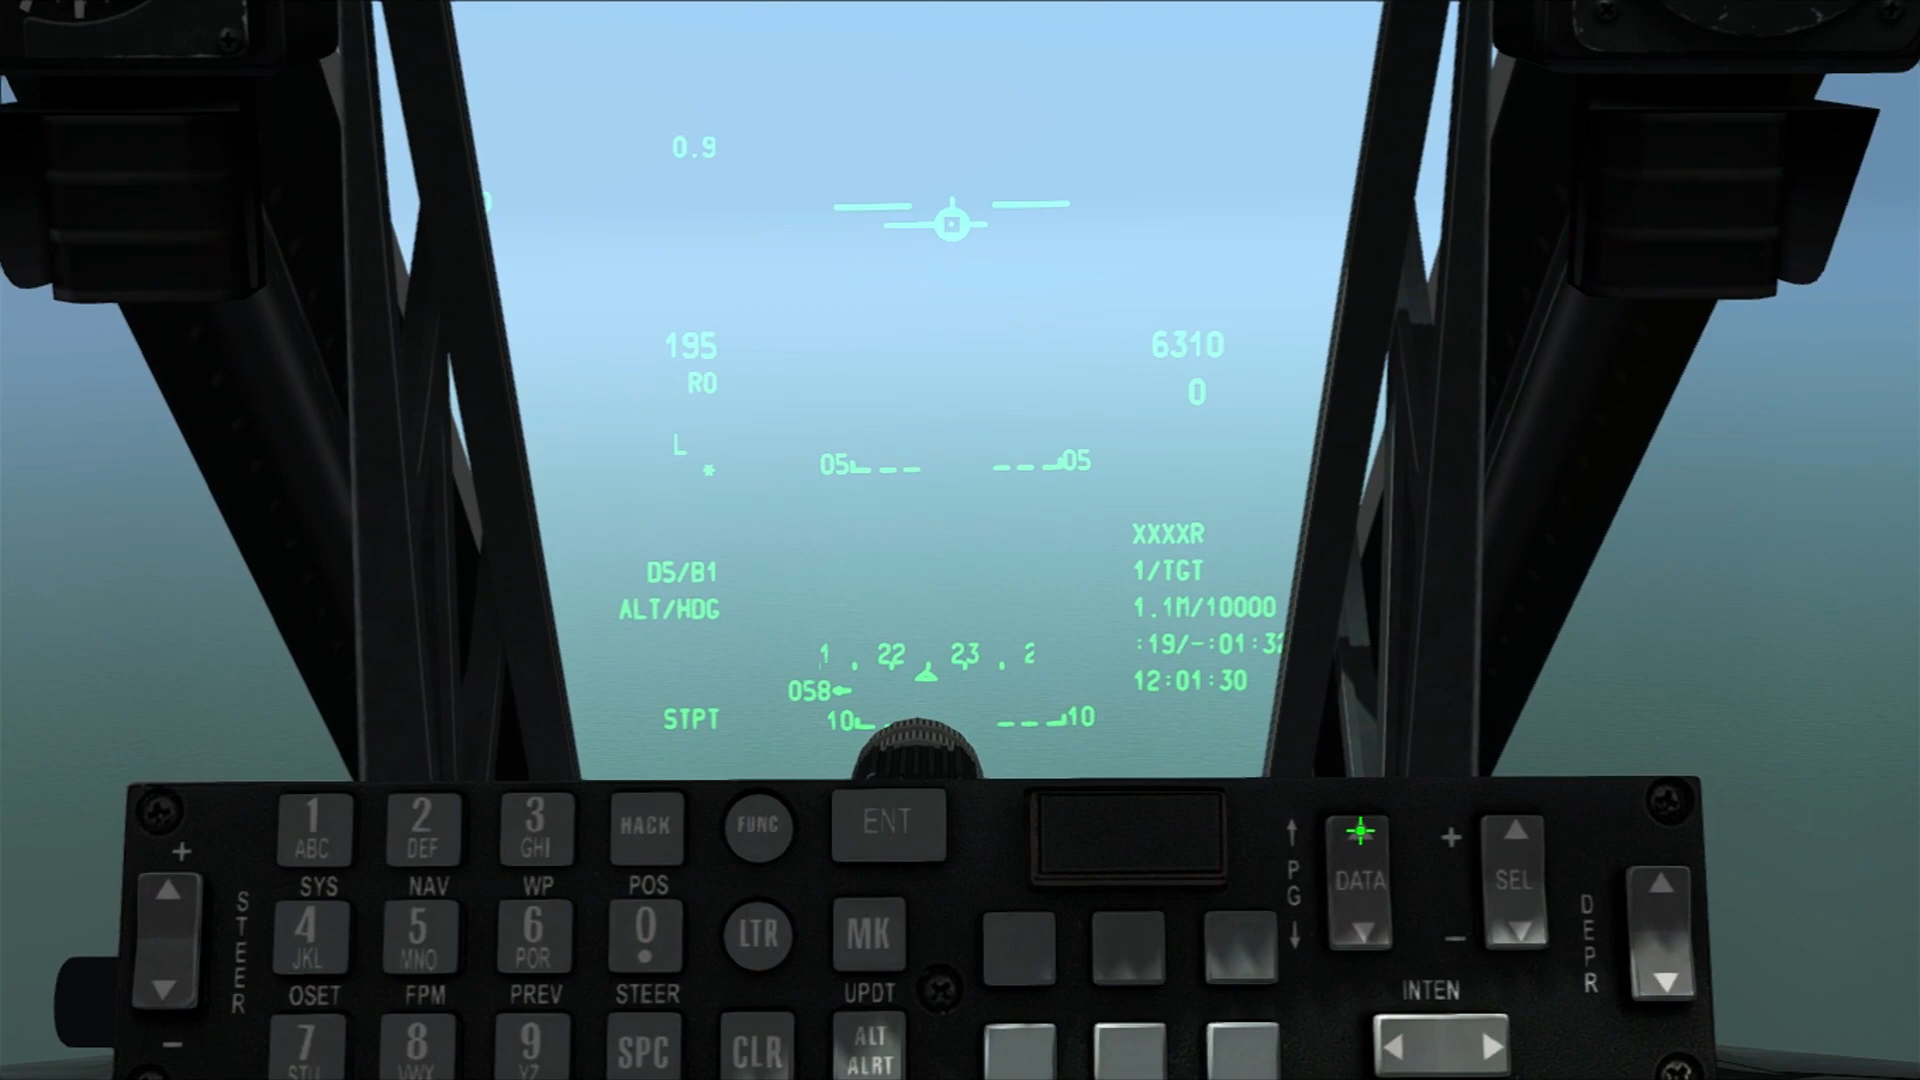 0.9
195
6310
R0
0
L
*
05 05
XXXXR
D5/B1
1/TGT
ALT/HDG
1.1M/10000
:19/-:01:32
1 . 22 23 . 2
058
12:01:30
STPT
10 10
1 ABC
2 DEF
3 GHI
HACK
FUNC
ENT
SYS
NAV
WP
POS
4 JKL
5 MNO
6 PQR
0
LTR
MK
OSET
FPM
PREV
STEER
UPDT
7
8
9
SPC
CLR
ALT ALRT
+
STEER
-
PG
DATA
+
SEL
-
DEPR
INTEN